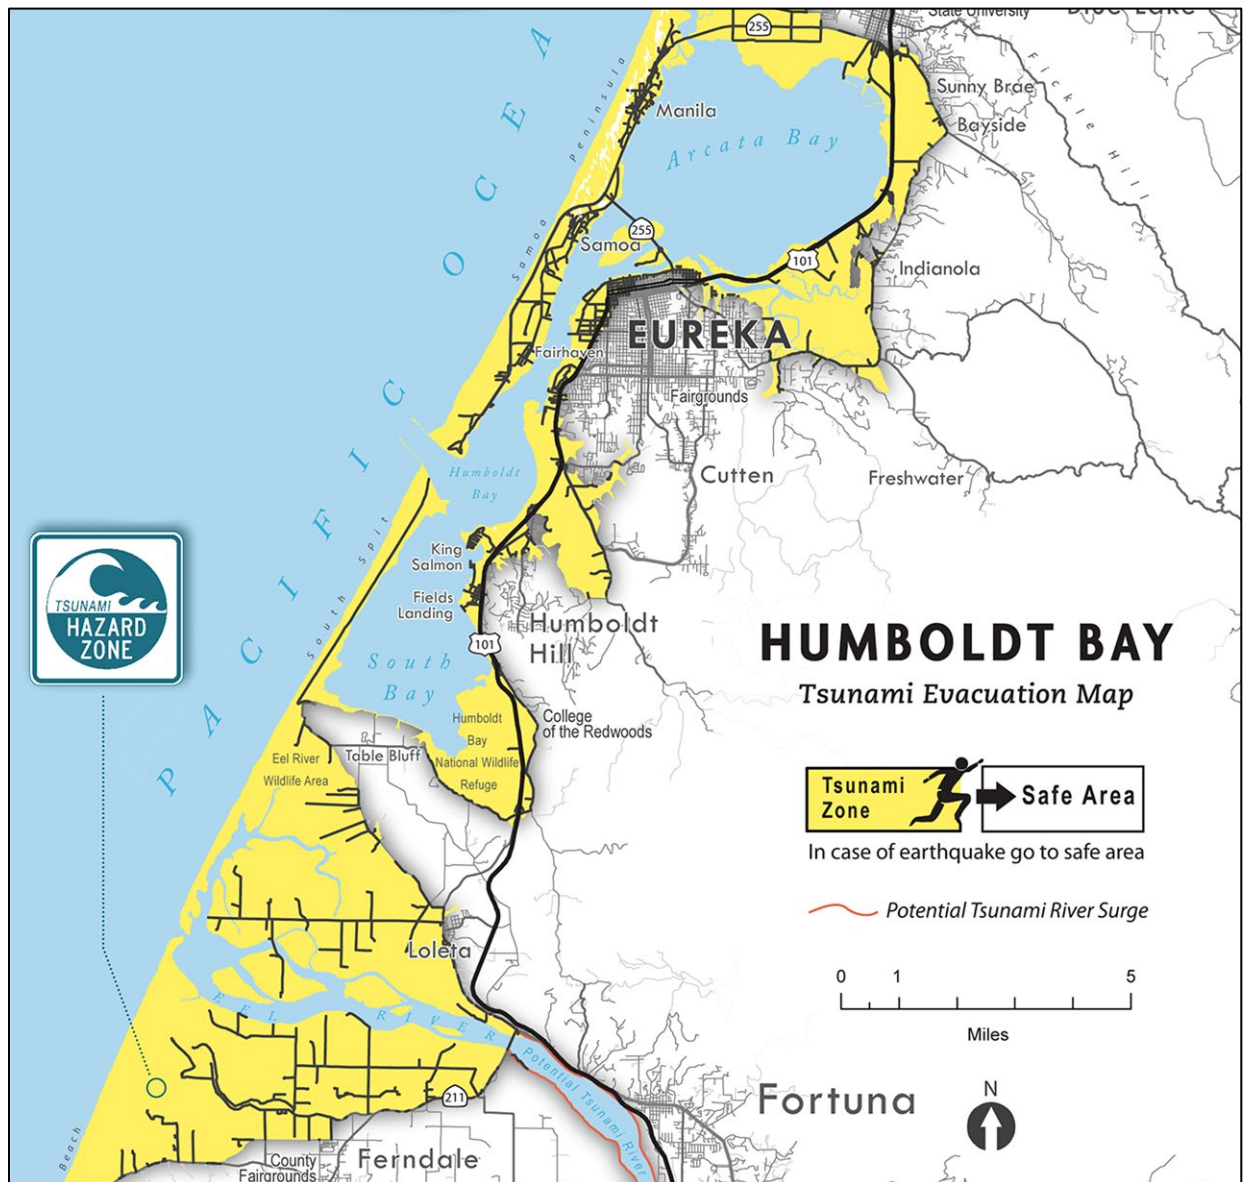 State University
Blue Lake
255
Sunny Brae
Bayside
Fickle Hill
Manila
Samoa Peninsula
Arcata Bay
PACIFIC OCEAN
255
Samoa
101
Indianola
EUREKA
Fairhaven
Fairgrounds
Humboldt
Bay
Cutten
Freshwater
South Spit
King
Salmon
Fields
Landing
TSUNAMI
HAZARD
ZONE
Humboldt
Hill
101
South
Bay
HUMBOLDT BAY
Tsunami Evacuation Map
Humboldt
Bay
National Wildlife
Refuge
College
of the Redwoods
Table Bluff
Eel River
Wildlife Area
Tsunami
Zone
Safe Area
In case of earthquake go to safe area
Potential Tsunami River Surge
Loleta
0 1 5
Miles
EEL RIVER
Potential Tsunami River
211
N
Fortuna
Beach
County
Fairgrounds
Ferndale